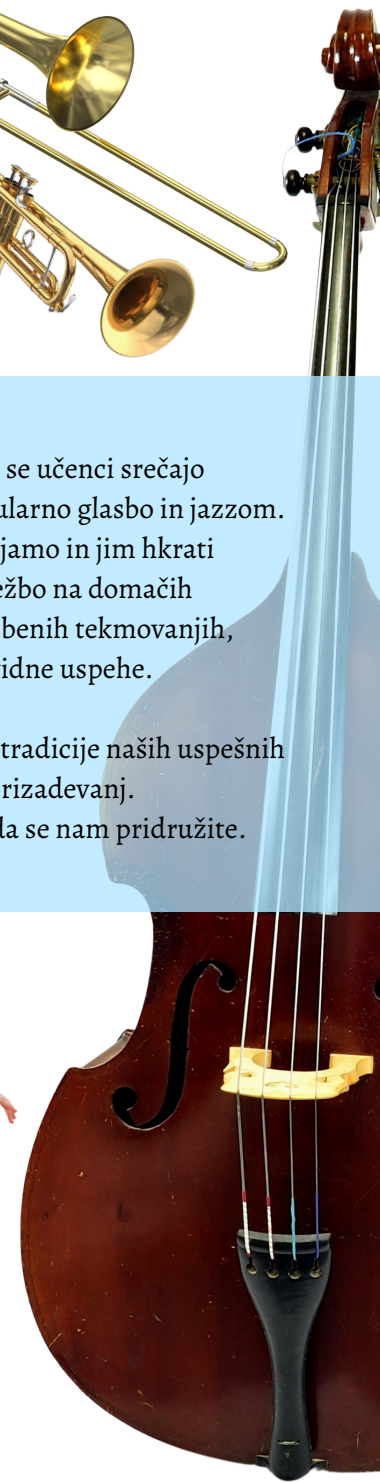 se učenci srečajo
ularno glasbo in jazzom.
jamo in jim hkrati
ežbo na domačih
benih tekmovanjih,
idne uspehe.
tradicije naših uspešnih
rizadevanj.
da se nam pridružite.